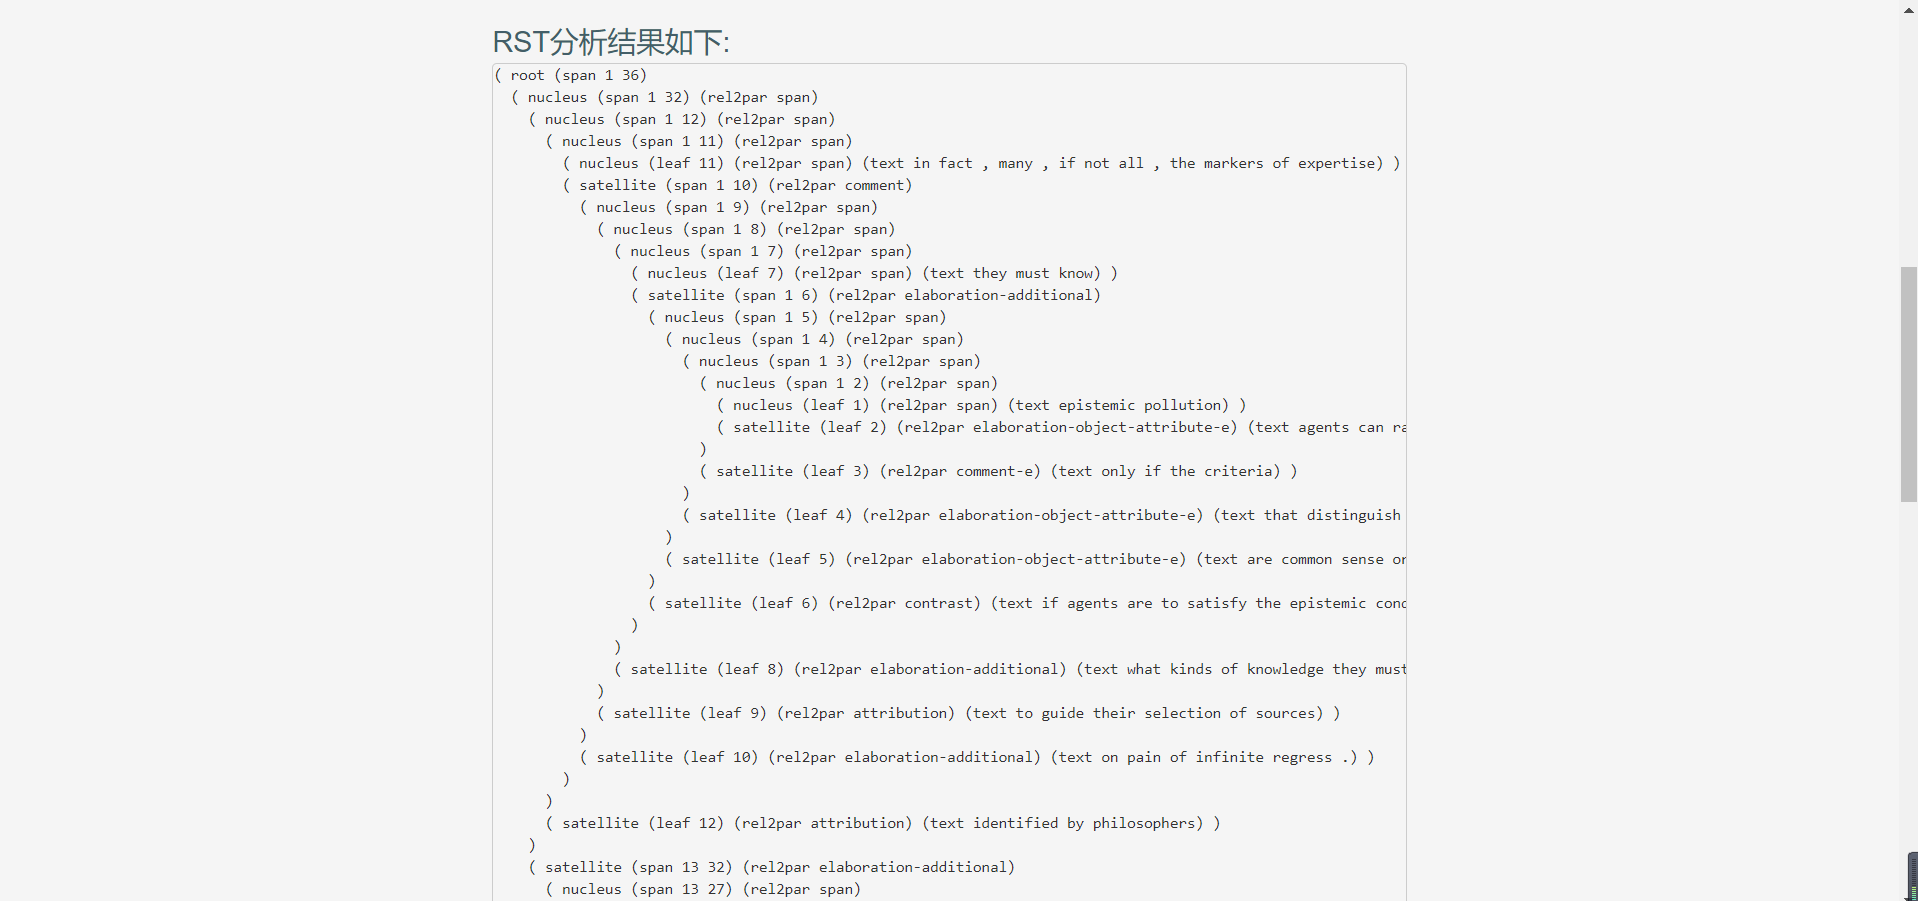 RST分析结果如下:
( root (span 1 36)
( nucleus (span 1 32) (rel2par span)
( nucleus (span 1 12) (rel2par span)
( nucleus (span 1 11) (rel2par span)
( nucleus (leaf 11) (rel2par span) (text in fact , many , if not all , the markers of expertise) )
( satellite (span 1 10) (rel2par comment)
( nucleus (span 1 9) (rel2par span)
( nucleus (span 1 8) (rel2par span)
( nucleus (span 1 7) (rel2par span)
( nucleus (leaf 7) (rel2par span) (text they must know) )
( satellite (span 1 6) (rel2par elaboration-additional)
( nucleus (span 1 5) (rel2par span)
( nucleus (span 1 4) (rel2par span)
( nucleus (span 1 3) (rel2par span)
( nucleus (span 1 2) (rel2par span)
( nucleus (leaf 1) (rel2par span) (text epistemic pollution) )
( satellite (leaf 2) (rel2par elaboration-object-attribute-e) (text agents can
)
( satellite (leaf 3) (rel2par comment-e) (text only if the criteria) )
)
( satellite (leaf 4) (rel2par elaboration-object-attribute-e) (text that distinguish
)
( satellite (leaf 5) (rel2par elaboration-object-attribute-e) (text are common sense
)
( satellite (leaf 6) (rel2par contrast) (text if agents are to satisfy the epistemic
)
)
( satellite (leaf 8) (rel2par elaboration-additional) (text what kinds of knowledge they must
)
( satellite (leaf 9) (rel2par attribution) (text to guide their selection of sources) )
)
( satellite (leaf 10) (rel2par elaboration-additional) (text on pain of infinite regress .) )
)
)
( satellite (leaf 12) (rel2par attribution) (text identified by philosophers) )
)
( satellite (span 13 32) (rel2par elaboration-additional)
( nucleus (span 13 27) (rel2par span)